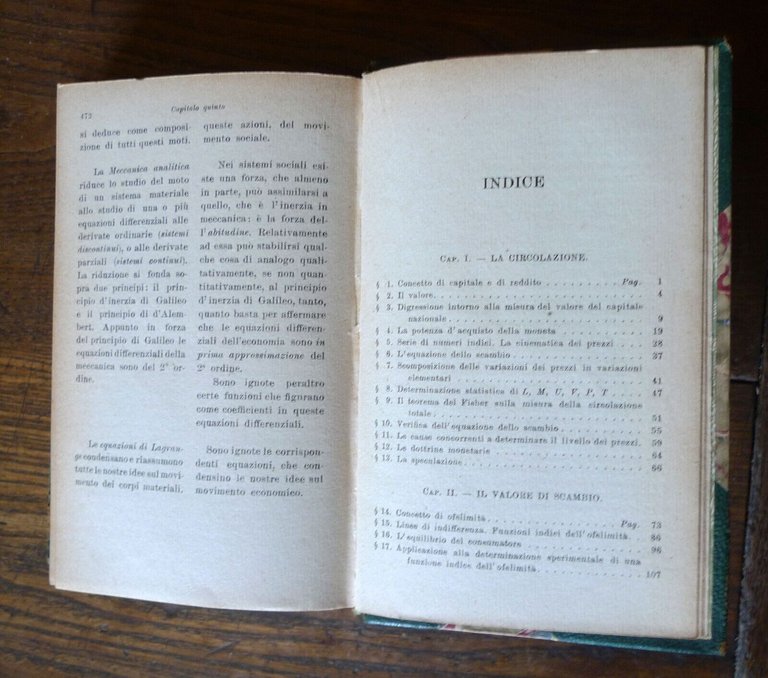 472
Capitolo quinto
si deduce come composi-
zione di tutti questi moti.
La Meccanica analitica
riduce lo studio del moto
di un sistema materiale
allo studio di una o più
equazioni differenziali alle
derivate ordinarie (sistemi
discontinui), o alle derivate
parziali (sistemi continui).
La riduzione si fonda so-
pra due principi: il prin-
cipio d'inerzia di Galileo
e il principio di d'Alem-
bert. Appunto in forza
del principio di Galileo le
equazioni differenziali della
meccanica sono del 2° or-
dine.
Le equazioni di Lagran-
ge condensano e riassumono
tutte le nostre idee sul movi-
mento dei corpi materiali.
queste azioni, del movi-
mento sociale.
Nei sistemi sociali esi-
ste una forza, che almeno
in parte, può assimilarsi a
quello, che è l'inerzia in
meccanica: è la forza del-
l'abitudine. Relativamente
ad essa può stabilirsi qual-
che cosa di analogo quali-
tativamente, se non quan-
titativamente, al principio
d'inerzia di Galileo, tanto,
quanto basta per affermare
che le equazioni differen-
ziali dell'economia sono in
prima approssimazione del
2° ordine.
Sono ignote peraltro
certe funzioni che figurano
come coefficienti in queste
equazioni differenziali.
Sono ignote le corrispon-
denti equazioni, che con-
densino le nostre idee sul
movimento economico.
INDICE
CAP. I. — LA CIRCOLAZIONE.
§ 1. Concetto di capitale e di reddito . . . . . Pag. 1
§ 2. Il valore . . . . . 4
§ 3. Digressione intorno alla misura del valore del capitale
nazionale . . . . . 9
§ 4. La potenza d'acquisto della moneta . . . . . 19
§ 5. Serie di numeri indici. La cinematica dei prezzi . . . 28
§ 6. L'equazione dello scambio . . . . . 37
§ 7. Scomposizione delle variazioni dei prezzi in variazioni
elementari . . . . . 41
§ 8. Determinazione statistica di L, M, U, V, P, T . . . 47
§ 9. Il teorema del Fisher sulla misura della circolazione
totale . . . . . 51
§ 10. Verifica dell'equazione dello scambio . . . . . 55
§ 11. Le cause concorrenti a determinare il livello dei prezzi. 59
§ 12. Le dottrine monetarie . . . . . 64
§ 13. La speculazione . . . . . 66
CAP. II. — IL VALORE DI SCAMBIO.
§ 14. Concetto di ofelimità . . . . . Pag. 73
§ 15. Linee di indifferenza. Funzioni indici dell'ofelimità. . 86
§ 16. L'equilibrio del consumatore . . . . . 96
§ 17. Applicazione alla determinazione sperimentale di una
funzione indice dell'ofelimità. . . . . . 107